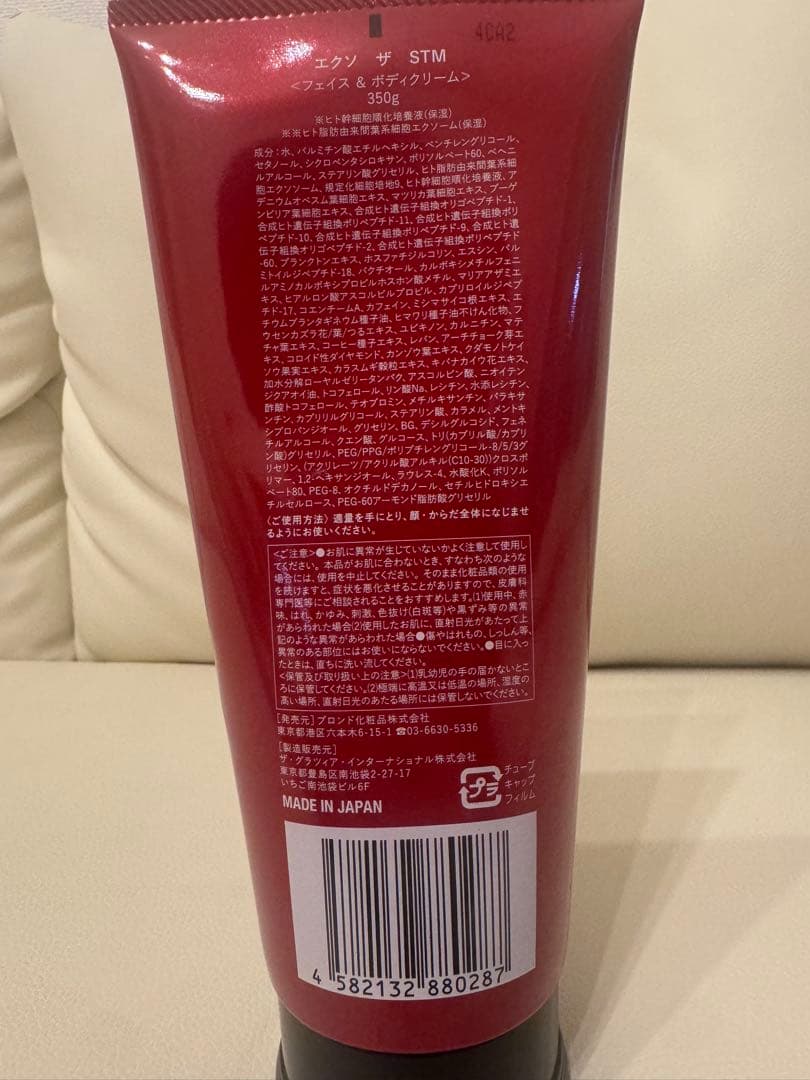 4CA2
エクソ ザ STM
<フェイス & ボディクリーム>
350g
※ヒト幹細胞順化培養液(保湿)
※※ヒト脂肪由来間葉系細胞エクソーム(保湿)
成分:水、パルミチン酸エチルヘキシル、ペンチレングリコール、
セタノール、シクロペンタシロキサン、ポリソルベート60、ベヘニ
ルアルコール、ステアリン酸グリセリル、ヒト脂肪由来間葉系細
胞エクソソーム、規定化細胞培地9、ヒト幹細胞順化培養液、ア
デニウムオベスム葉細胞エキス、マツリカ葉細胞エキス、ブーゲ
ンビリア葉細胞エキス、合成ヒト遺伝子組換オリゴペプチド-1、
合成ヒト遺伝子組換ポリペプチド-11、合成ヒト遺伝子組換ポリ
ペプチド-10、合成ヒト遺伝子組換ポリペプチド-9、合成ヒト遺
伝子組換オリゴペプチド-2、合成ヒト遺伝子組換ポリペプチド
-60、プランクトンエキス、ホスファチジルコリン、エスシン、パル
ミトイルジペプチド-18、バクチオール、カルボキシメチルフェニ
ルアミノカルボキシプロピルホスホン酸メチル、マリアアザミエ
キス、ヒアルロン酸アスコルビルプロピル、カプリロイルジペプ
チド-17、コエンチームA、カフェイン、ミシマサイコ根エキス、エ
チウムプランタギネウム種子油、ヒマワリ種子油不けん化物、フ
ウセンカズラ花/葉/つるエキス、ユビキノン、カルニチン、マテ
チャ葉エキス、コーヒー種子エキス、レバン、アーチチョーク芽エ
キス、コロイド性ダイヤモンド、カンゾウ葉エキス、クダモノトケイ
ソウ果実エキス、カラスムギ穀粒エキス、キバナカイウ花エキス、
加水分解ローヤルゼリータンパク、アスコルビン酸、ニオイテン
ジクアオイ油、トコフェロール、リン酸Na、レシチン、水添レシチン、
酢酸トコフェロール、テオブロミン、メチルキサンチン、パラキサ
ンチン、カプリリルグリコール、ステアリン酸、カラメル、メントキ
シプロパンジオール、グリセリン、BG、デシルグルコシド、フェネ
チルアルコール、クエン酸、グルコース、トリ(カプリル酸/カプリ
ン酸)グリセリル、PEG/PPG/ポリブチレングリコール-8/5/3グ
リセリン、(アクリレーツ/アクリル酸アルキル(C10-30))クロスポ
リマー、1,2-ヘキサンジオール、ラウレス-4、水酸化K、ポリソル
ベート80、PEG-8、オクチルドデカノール、セチルヒドロキシエ
チルセルロース、PEG-60アーモンド脂肪酸グリセリル
〈ご使用方法〉適量を手にとり、顔・からだ全体になじませ
るようにお使いください。
<ご注意>●お肌に異常が生じていないかよく注意して使用し
てください。本品がお肌に合わないとき、すなわち次のような
場合には、使用を中止してください。そのまま化粧品類の使用
を続けますと、症状を悪化させることがありますので、皮膚科
専門医等にご相談されることをおすすめします。(1)使用中、赤
味、はれ、かゆみ、刺激、色抜け(白斑等)や黒ずみ等の異常
があらわれた場合(2)使用したお肌に、直射日光があたって上
記のような異常があらわれた場合●傷やはれもの、しっしん等、
異常のある部位にはお使いにならないでください。●目に入っ
たときは、直ちに洗い流してください。
<保管及び取り扱い上の注意>(1)乳幼児の手の届かないとこ
ろに保管してください。(2)極端に高温又は低温の場所、湿度の
高い場所、直射日光のあたる場所には保管しないでください。
[発売元] ブロンド化粧品株式会社
東京都港区六本木6-15-1 ☎03-6630-5336
[製造販売元]
ザ・グラツィア・インターナショナル株式会社
東京都豊島区南池袋2-27-17
いちご南池袋ビル6F
MADE IN JAPAN
プラ
チューブ
キャップ
フィルム
4 582132 880287